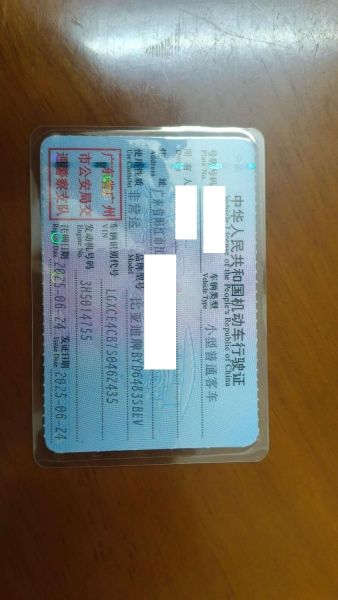 中华人民共和国机动车行驶证
Vehicle License of the People's Republic of China
号牌号码
Plate No.
车辆类型 小型普通客车
Vehicle Type
所有人
Owner
住址
Address
使用性质 非营运
Use Character
品牌型号 比亚迪牌BYD6483SBEV
广东省广州
市公安局交
通警察支队
车辆识别代号 LGXCE4CB7S0462435
VIN
发动机号码 3HS014755
Engine No.
注册日期 2025-06-24
Register Date
发证日期 2025-06-24
Issue Date